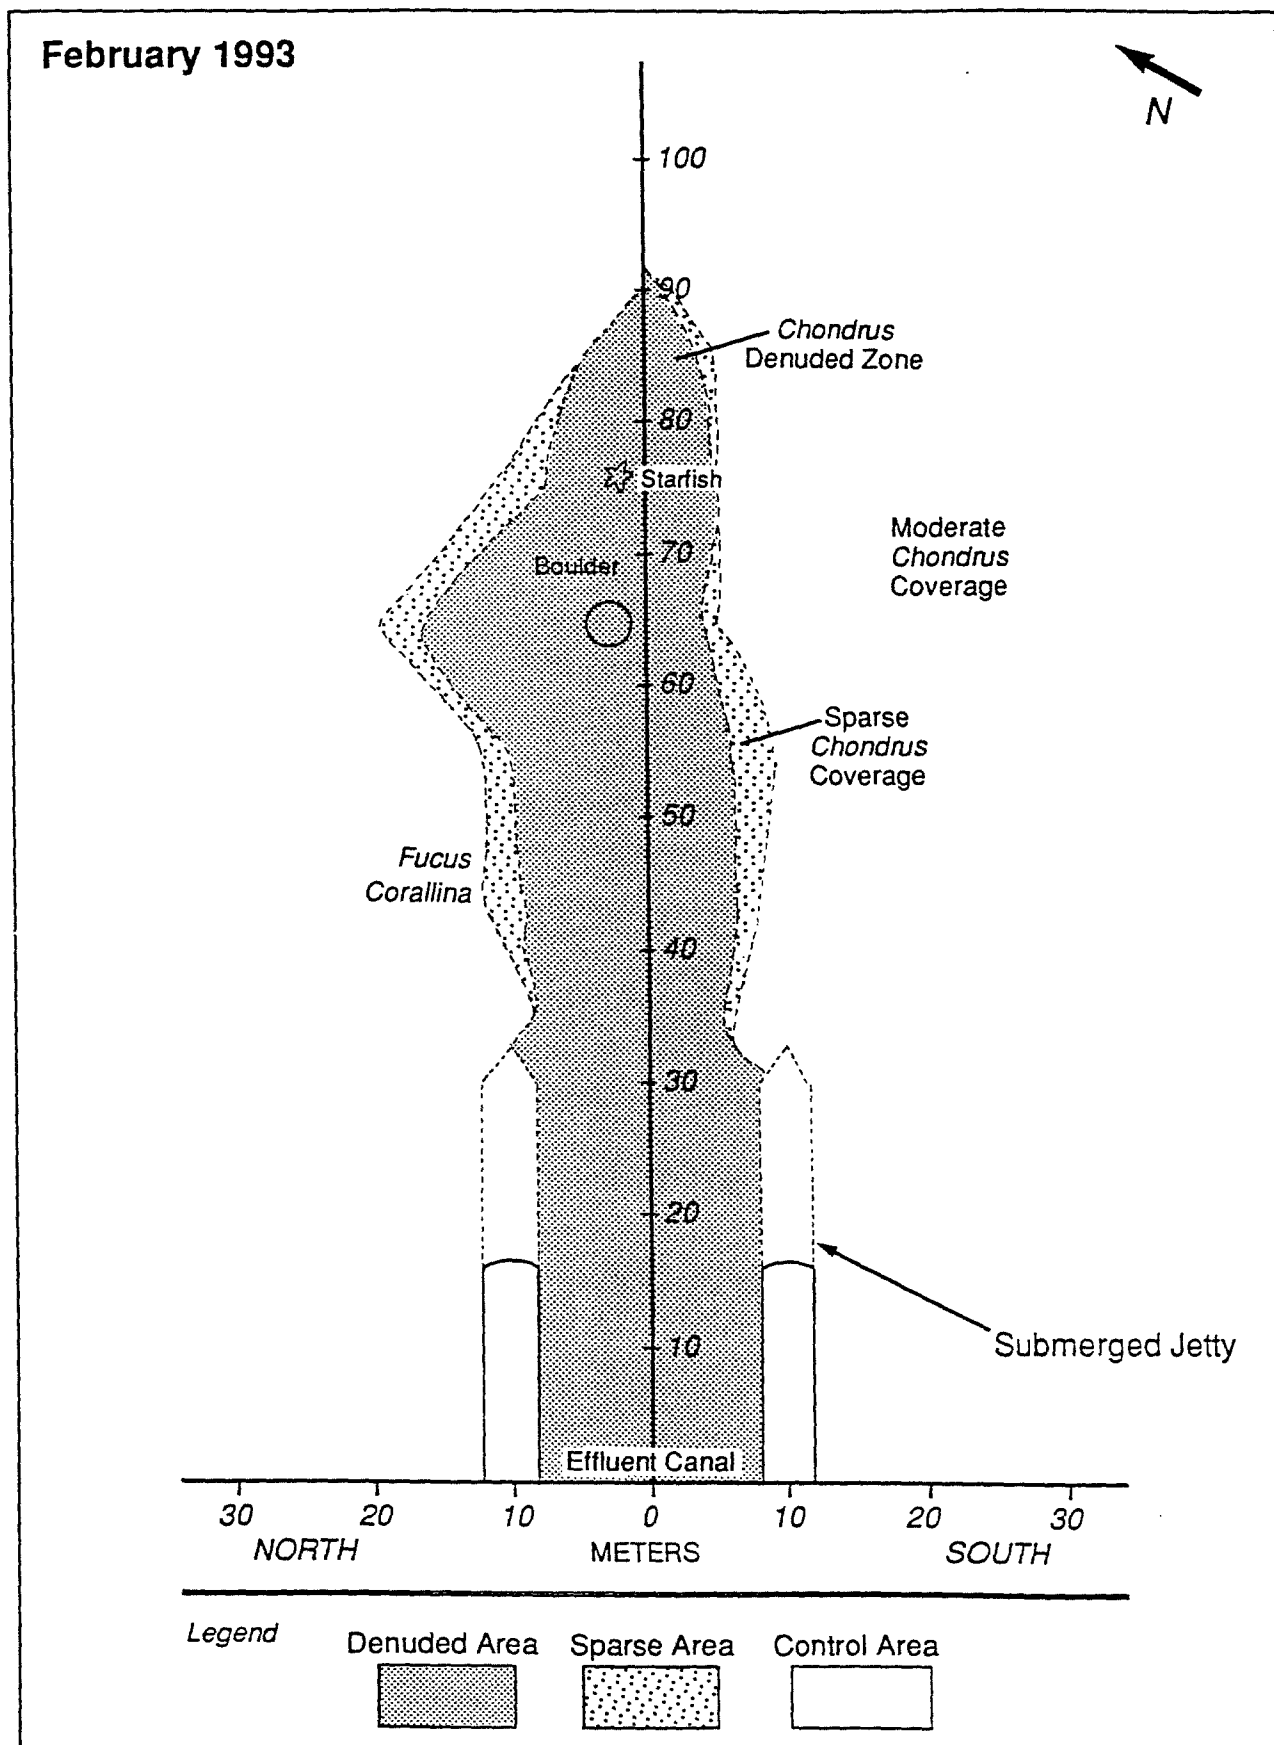 February 1993
N
100
90
Chondrus
Denuded Zone
80
Starfish
Moderate
Chondrus
Coverage
70
Boulder
60
Sparse
Chondrus
Coverage
50
Fucus
Corallina
40
30
20
Submerged Jetty
10
Effluent Canal
30 20 10 0 10 20 30
NORTH METERS SOUTH
Legend
Denuded Area Sparse Area Control Area